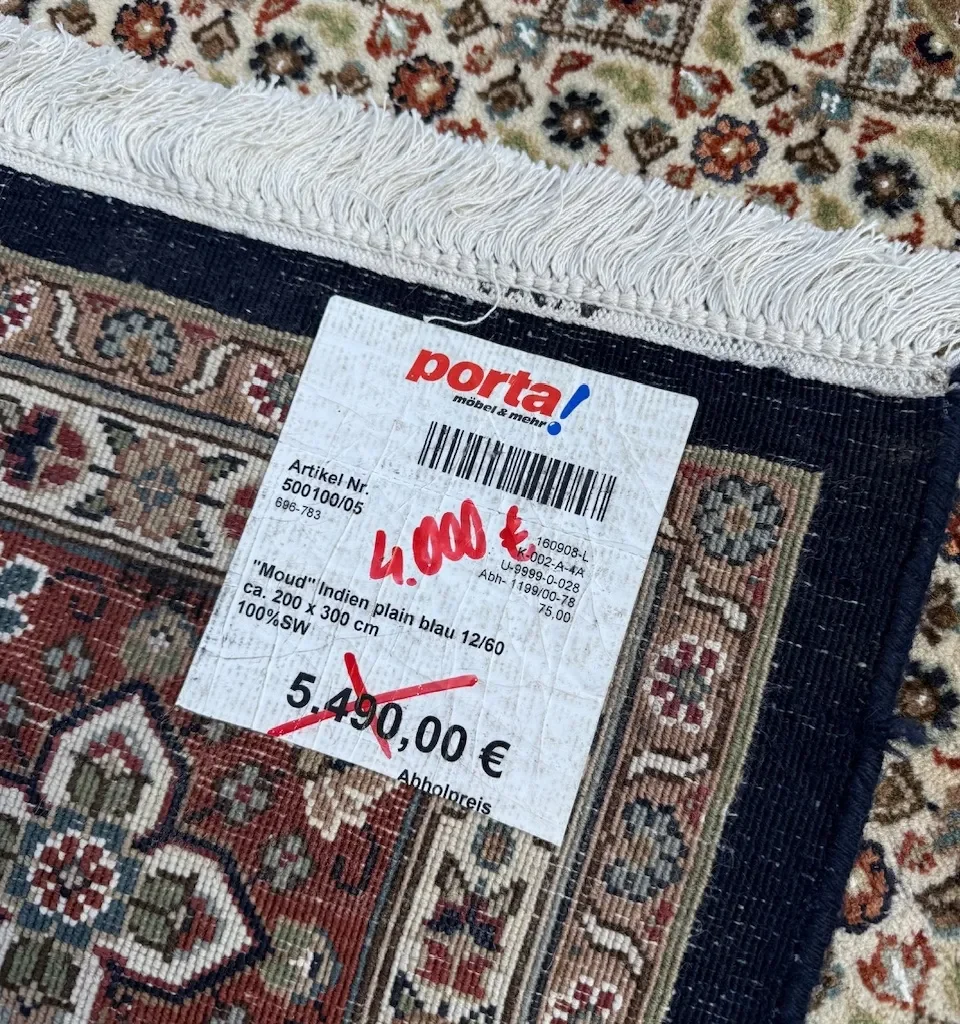 porta!
möbel & mehr
Artikel Nr.
500100/05
696-783
4.000 €
160908-L
K-002-A-4A
U-9999-0-028
Abh- 1199/00-78
75,00
"Moud" Indien plain blau 12/60
ca. 200 x 300 cm
100%SW
5.490,00 €
Abholpreis